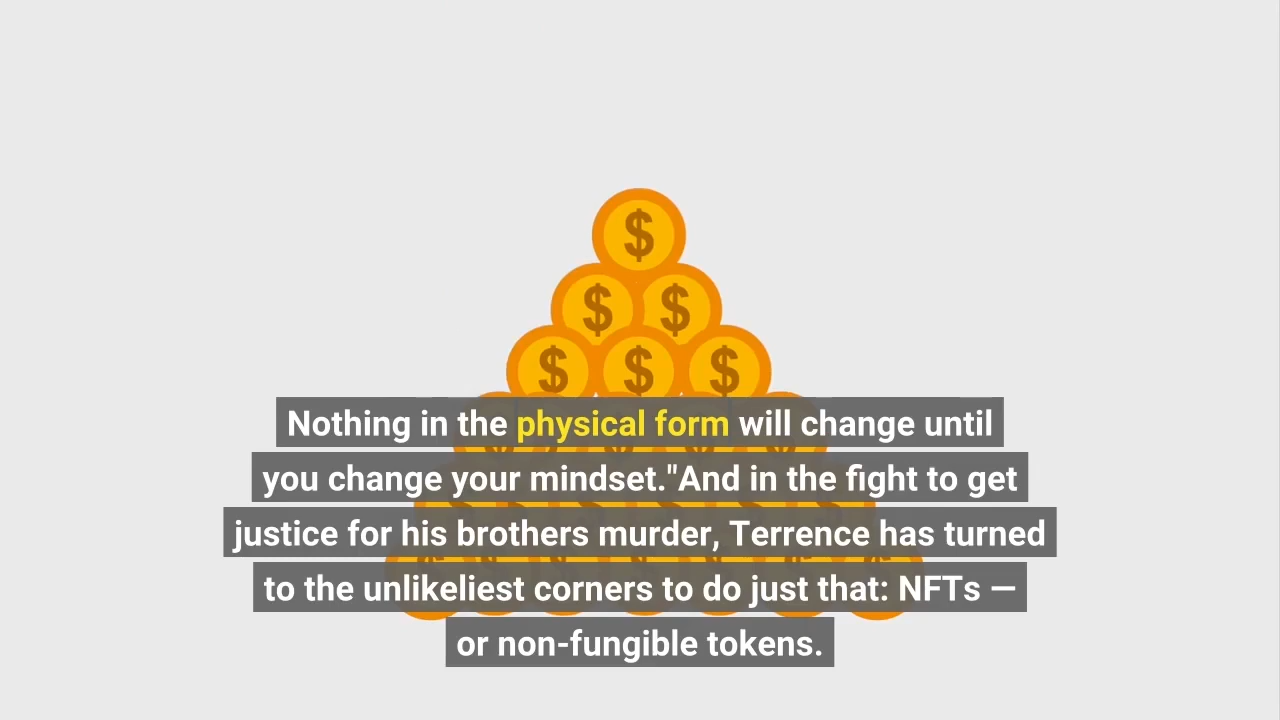 $
$ $
$ $ $
Nothing in the physical form will change until
you change your mindset."And in the fight to get
justice for his brothers murder, Terrence has turned
to the unlikeliest corners to do just that: NFTs —
or non-fungible tokens.